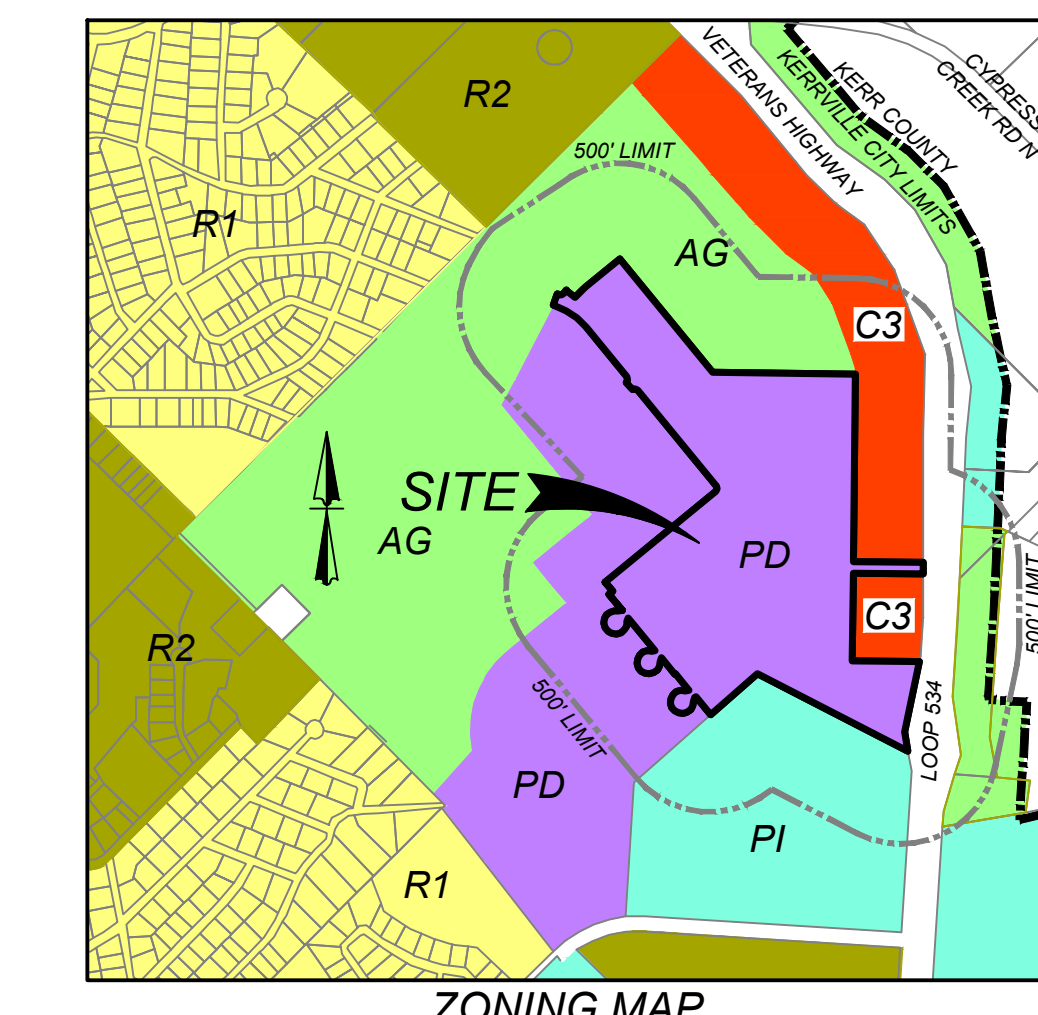 VETERANS HIGHWAY
CYPRESS
CREEK RD N
KERR COUNTY
KERRVILLE CITY LIMITS
R2
500' LIMIT
R1
AG
C3
SITE
AG
PD
500' LIMIT
C3
R2
LOOP 534
500' LIMIT
PD
PI
R1
ZONING MAP